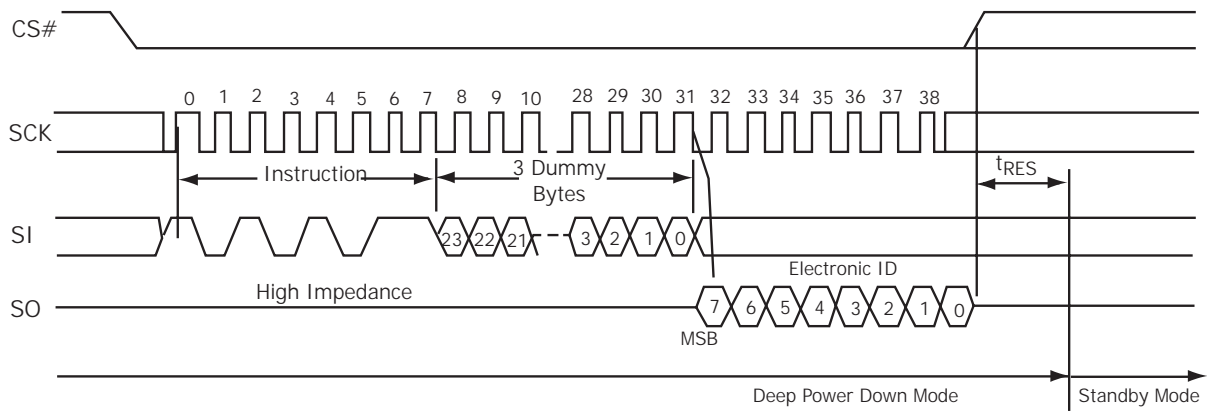 CS#
0 1 2 3 4 5 6 7 8 9 10 28 29 30 31 32 33 34 35 36 37 38
SCK
Instruction
3 Dummy
Bytes
tRES
SI
23 22 21 3 2 1 0
Electronic ID
High Impedance
SO
7 6 5 4 3 2 1 0
MSB
Deep Power Down Mode
Standby Mode